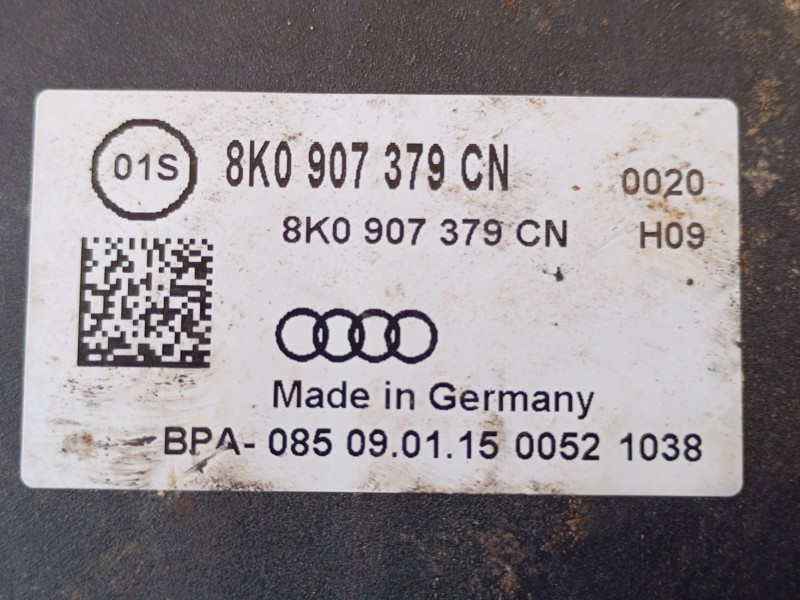 01S 8K0 907 379 CN 0020
8K0 907 379 CN H09
Made in Germany
BPA- 085 09.01.15 0052 1038